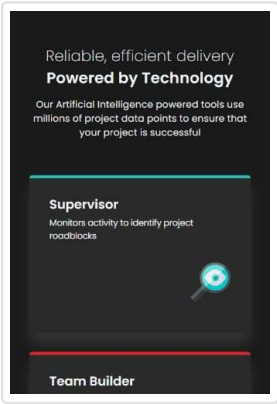 Reliable, efficient delivery
Powered by Technology
Our Artificial Intelligence powered tools use
millions of project data points to ensure that
your project is successful
Supervisor
Monitors activity to identify project
roadblocks
Team Builder